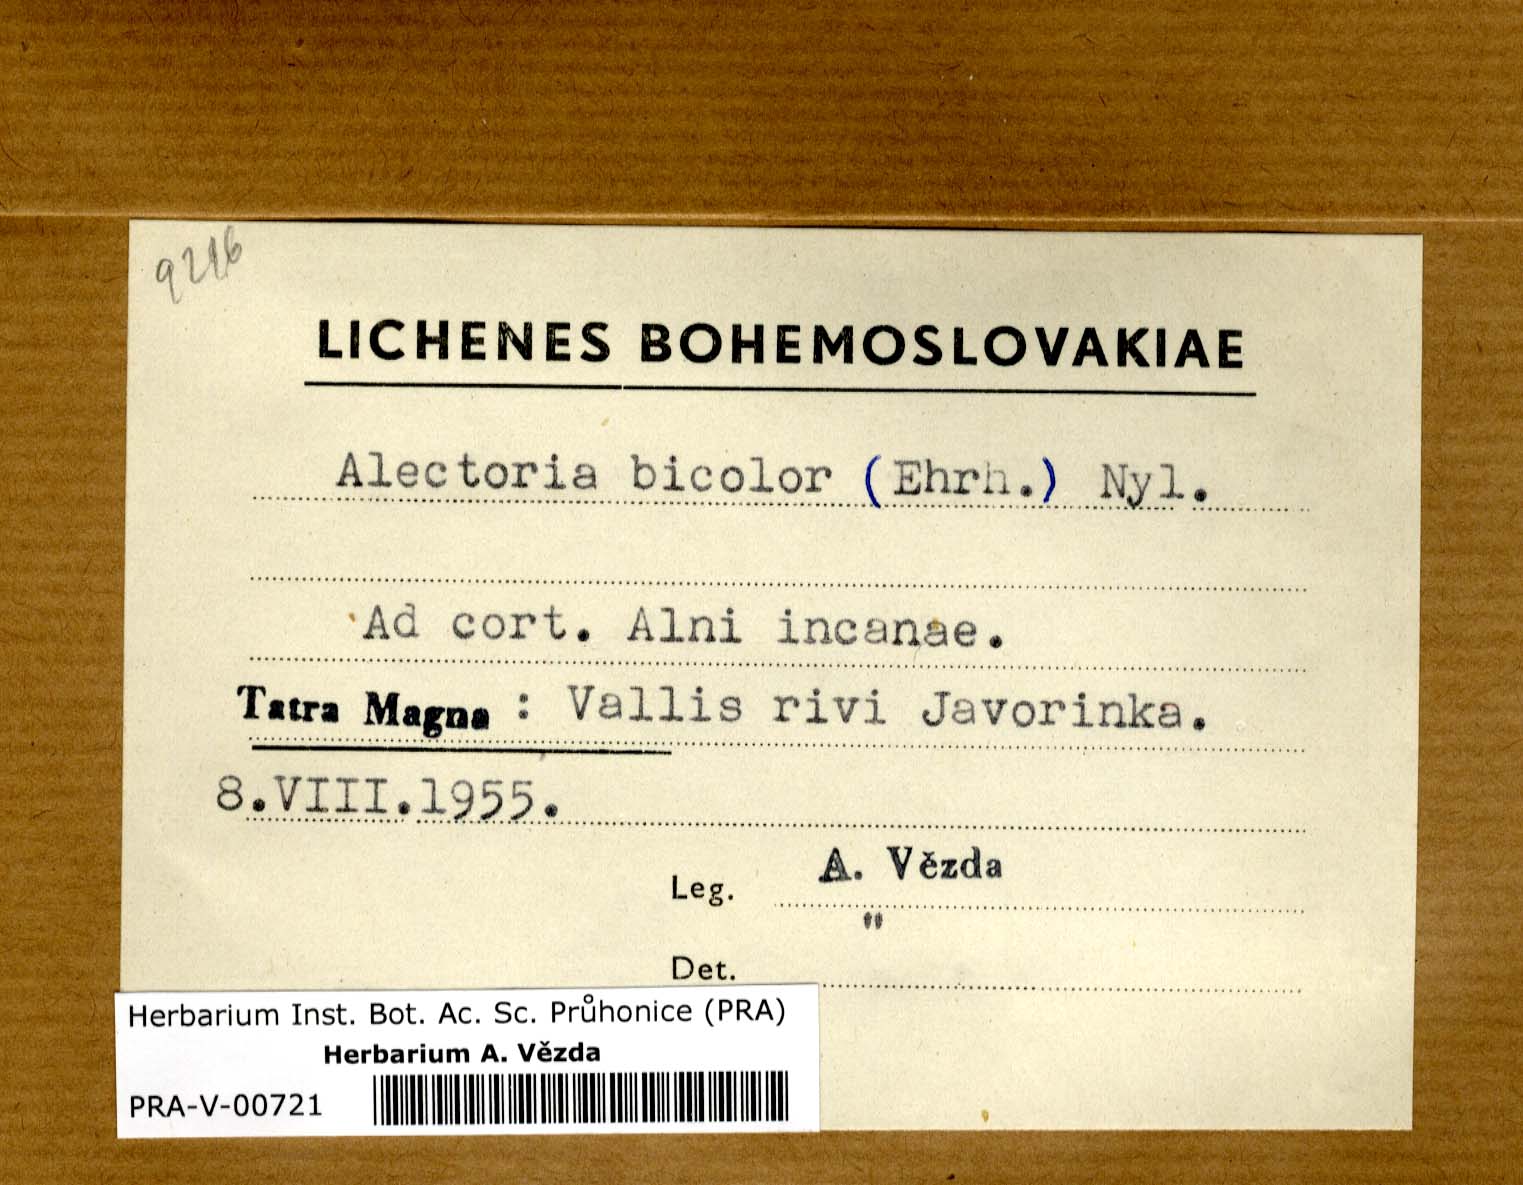 9216
LICHENES BOHEMOSLOVAKIAE
Alectoria bicolor (Ehrh.) Nyl.
Ad cort. Alni incanae.
Tatra Magna : Vallis rivi Javorinka.
8.VIII.1955.
Leg. A. Vězda
Det. "
Herbarium Inst. Bot. Ac. Sc. Průhonice (PRA)
Herbarium A. Vězda
PRA-V-00721